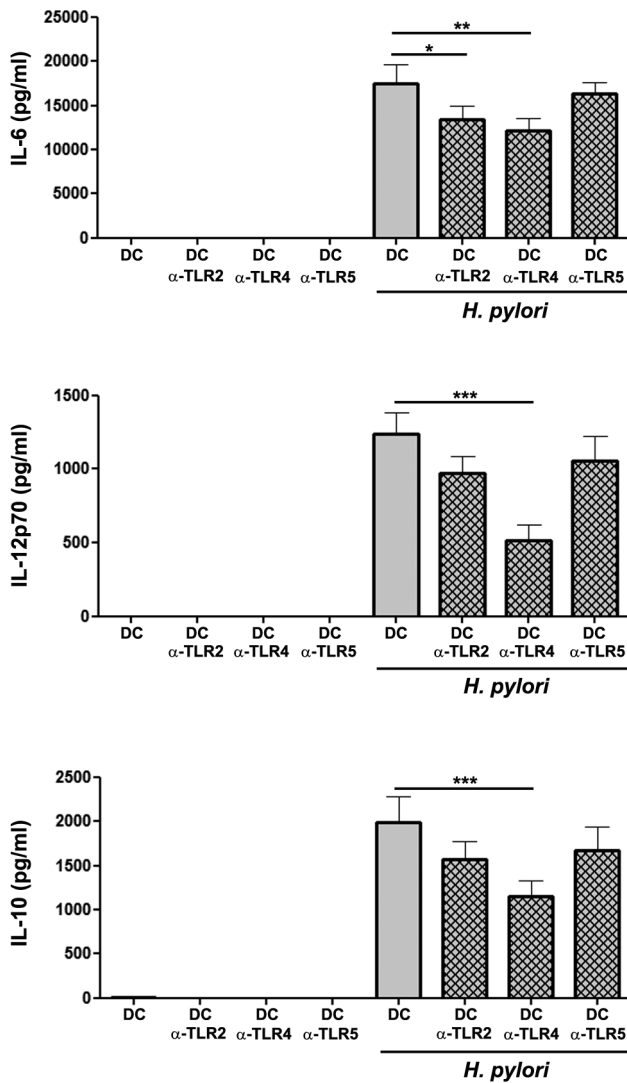 IL-6 (pg/ml)
25000
20000
15000
10000
5000
0
**
*
DC DC DC DC DC DC DC DC
α-TLR2 α-TLR4 α-TLR5 α-TLR2 α-TLR4 α-TLR5
H. pylori
IL-12p70 (pg/ml)
1500
1000
500
0
***
DC DC DC DC DC DC DC DC
α-TLR2 α-TLR4 α-TLR5 α-TLR2 α-TLR4 α-TLR5
H. pylori
IL-10 (pg/ml)
2500
2000
1500
1000
500
0
***
DC DC DC DC DC DC DC DC
α-TLR2 α-TLR4 α-TLR5 α-TLR2 α-TLR4 α-TLR5
H. pylori